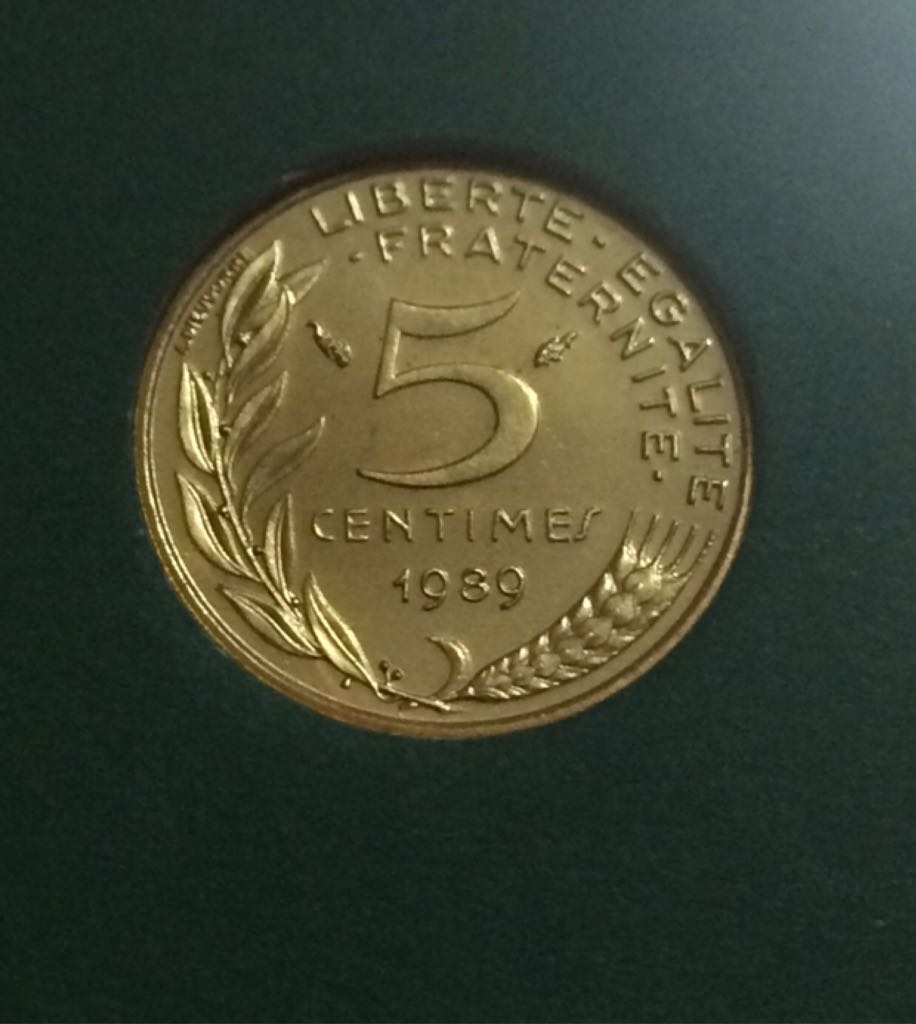 LIBERTE · EGALITE
· FRATERNITE ·
5
CENTIMES
1989